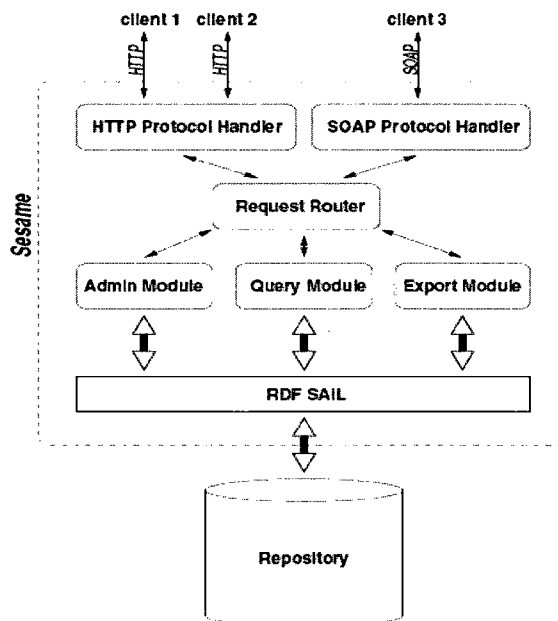 client 1
client 2
client 3
HTTP
HTTP
SOAP
HTTP Protocol Handler
SOAP Protocol Handler
Request Router
Sesame
Admin Module
Query Module
Export Module
RDF SAIL
Repository